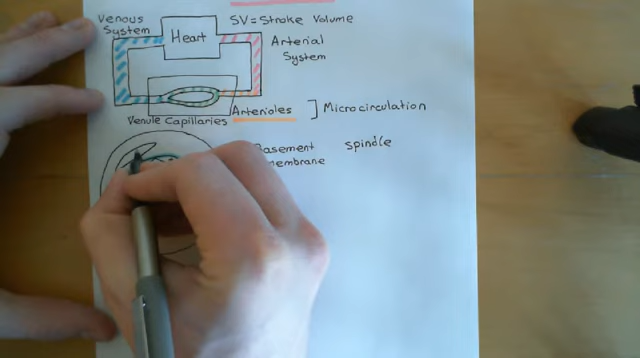 Venous
System
Heart
SV=Stroke Volume
Arterial
System
Arterioles
Microcirculation
Venule Capillaries
Basement spindle
membrane